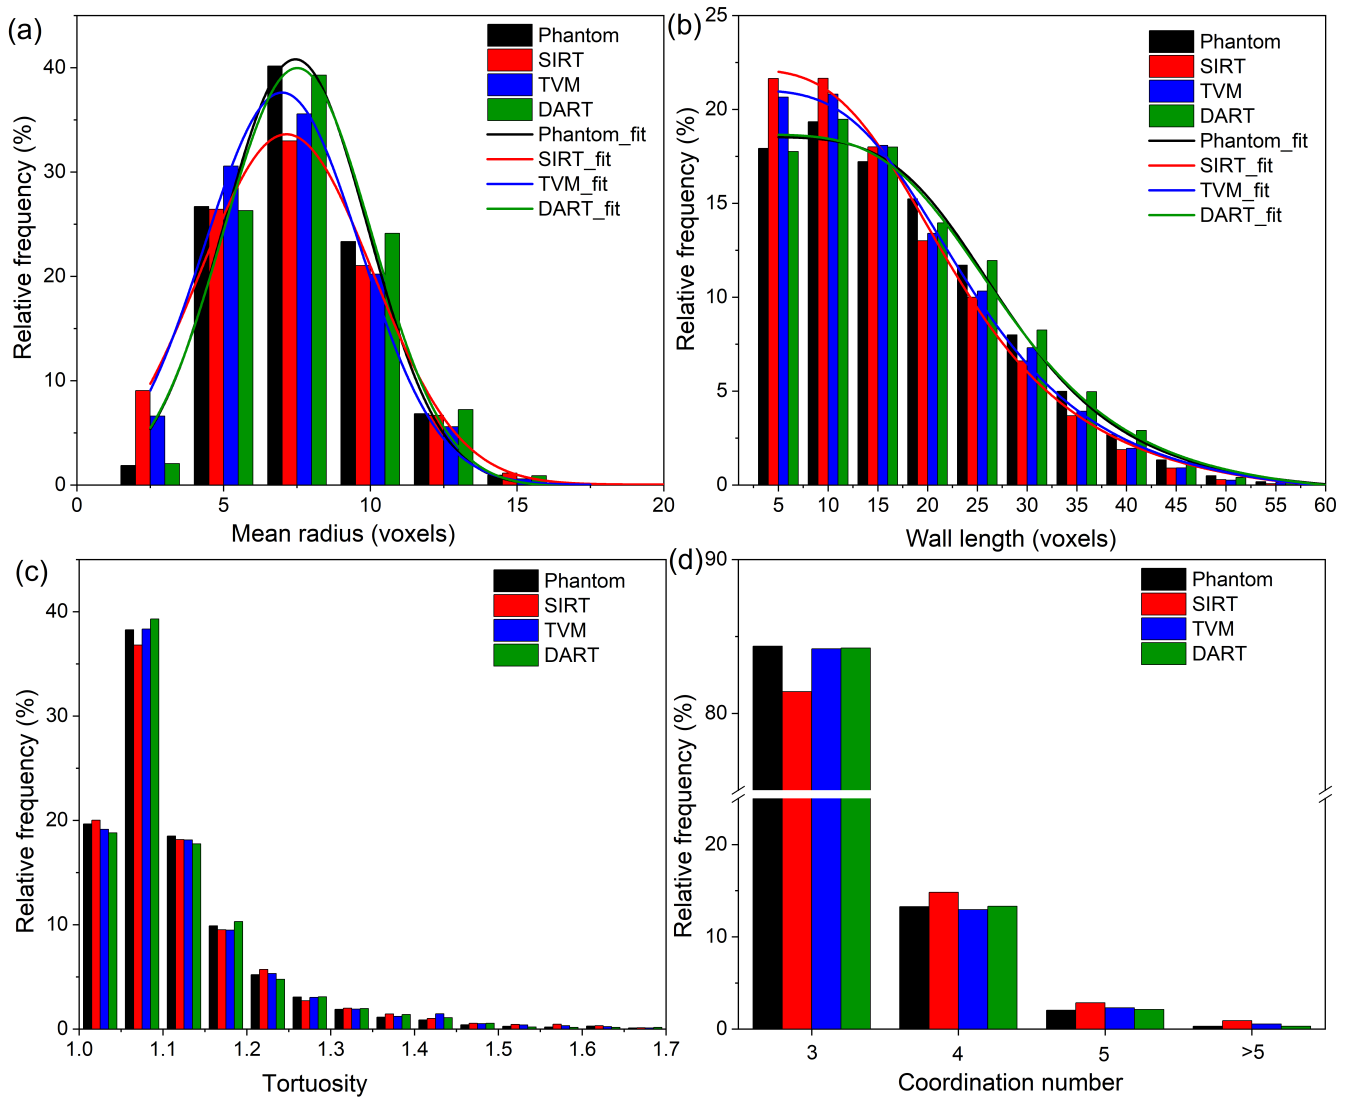 (a)
Relative frequency (%)
40
30
20
10
0
0 5 10 15 20
Mean radius (voxels)
Phantom
SIRT
TVM
DART
Phantom_fit
SIRT_fit
TVM_fit
DART_fit
(b)
Relative frequency (%)
25
20
15
10
5
0
5 10 15 20 25 30 35 40 45 50 55 60
Wall length (voxels)
Phantom
SIRT
TVM
DART
Phantom_fit
SIRT_fit
TVM_fit
DART_fit
(c)
Relative frequency (%)
40
30
20
10
0
1.0 1.1 1.2 1.3 1.4 1.5 1.6 1.7
Tortuosity
Phantom
SIRT
TVM
DART
(d)
Relative frequency (%)
90
80
20
10
0
3 4 5 >5
Coordination number
Phantom
SIRT
TVM
DART